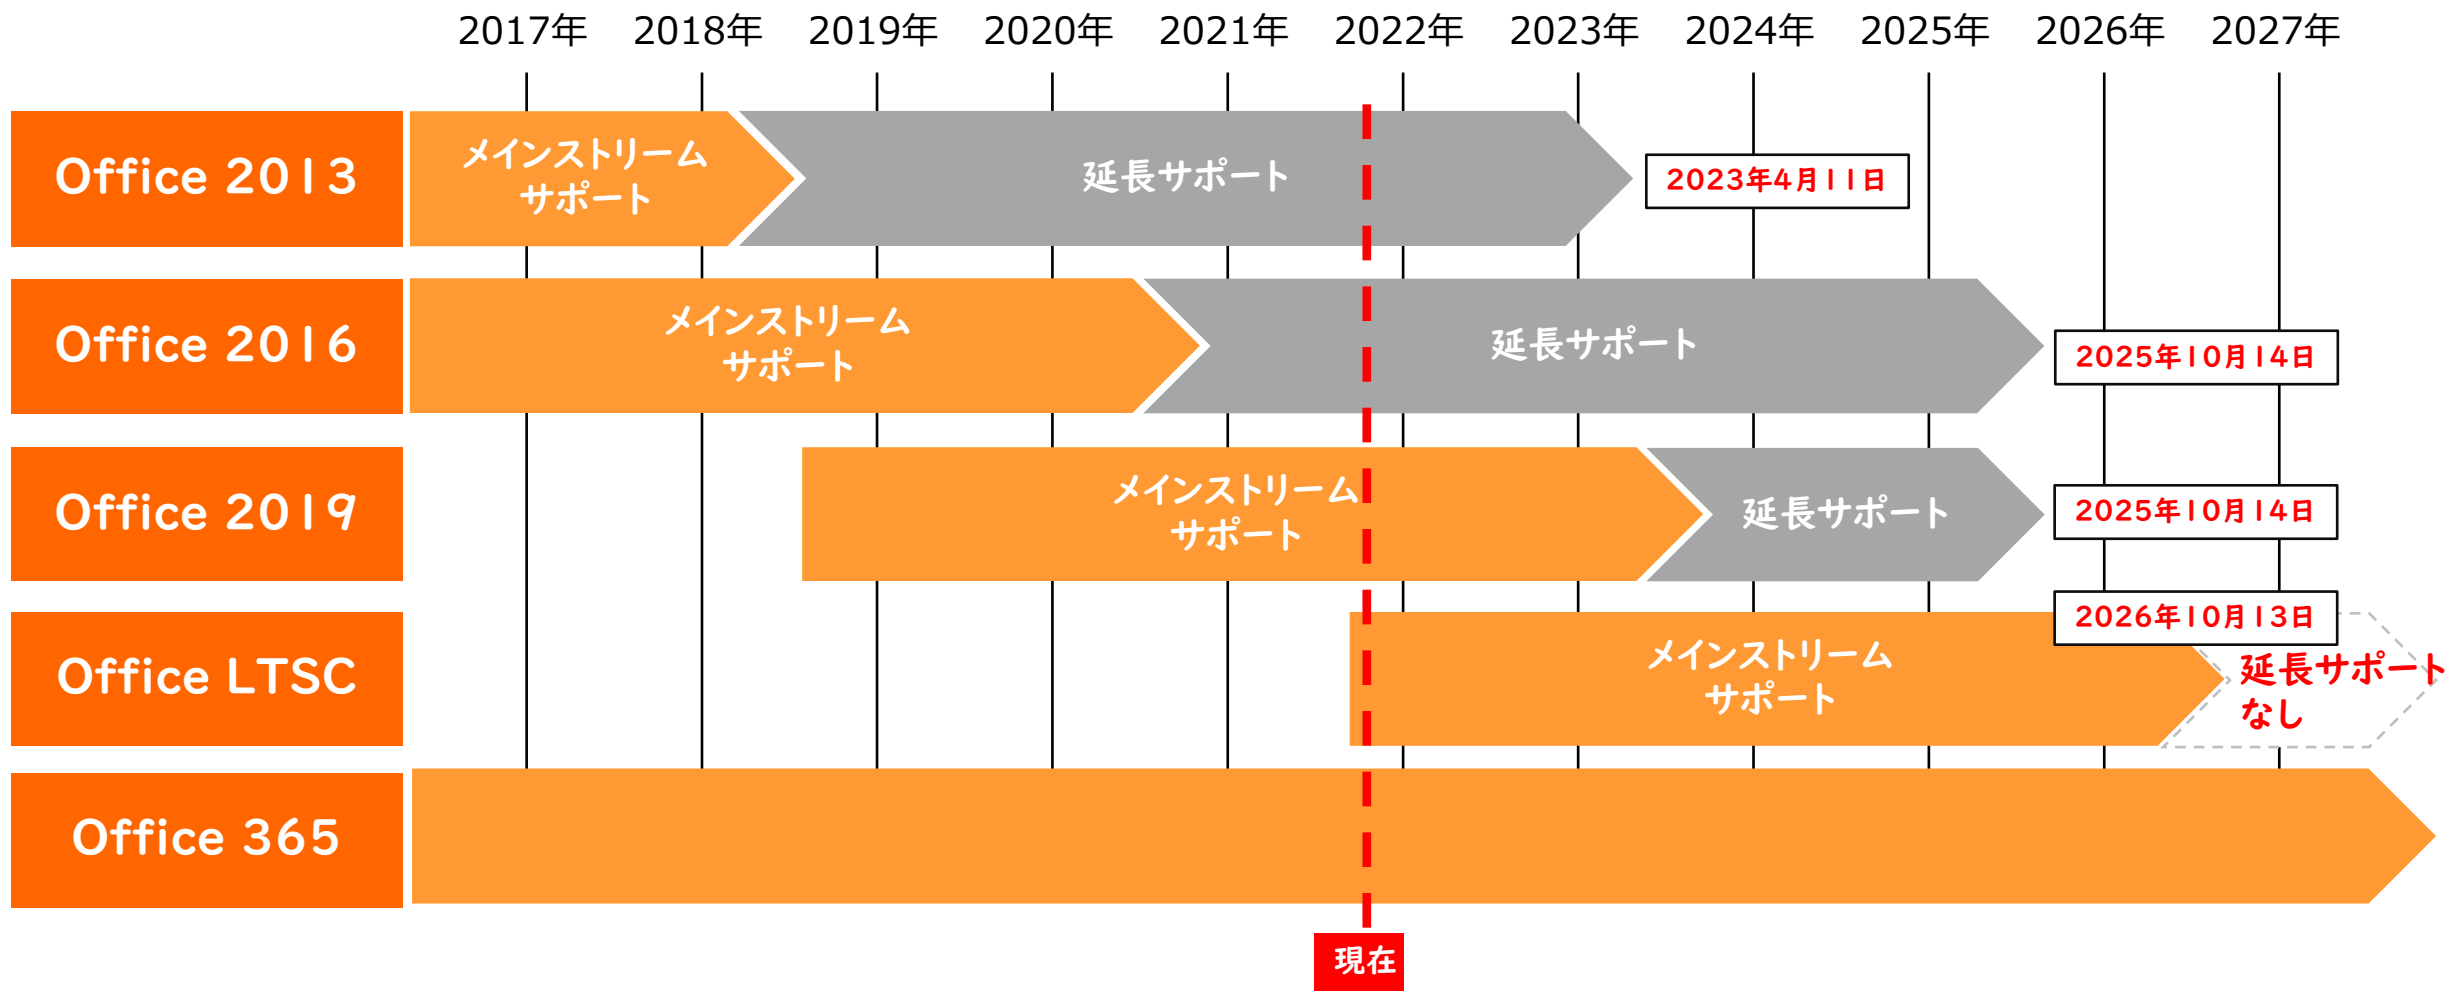 2017年 2018年 2019年 2020年 2021年 2022年 2023年 2024年 2025年 2026年 2027年
Office 2013
メインストリーム
サポート
延長サポート
2023年4月11日
Office 2016
メインストリーム
サポート
延長サポート
2025年10月14日
Office 2019
メインストリーム
サポート
延長サポート
2025年10月14日
Office LTSC
メインストリーム
サポート
2026年10月13日
延長サポート
なし
Office 365
現在